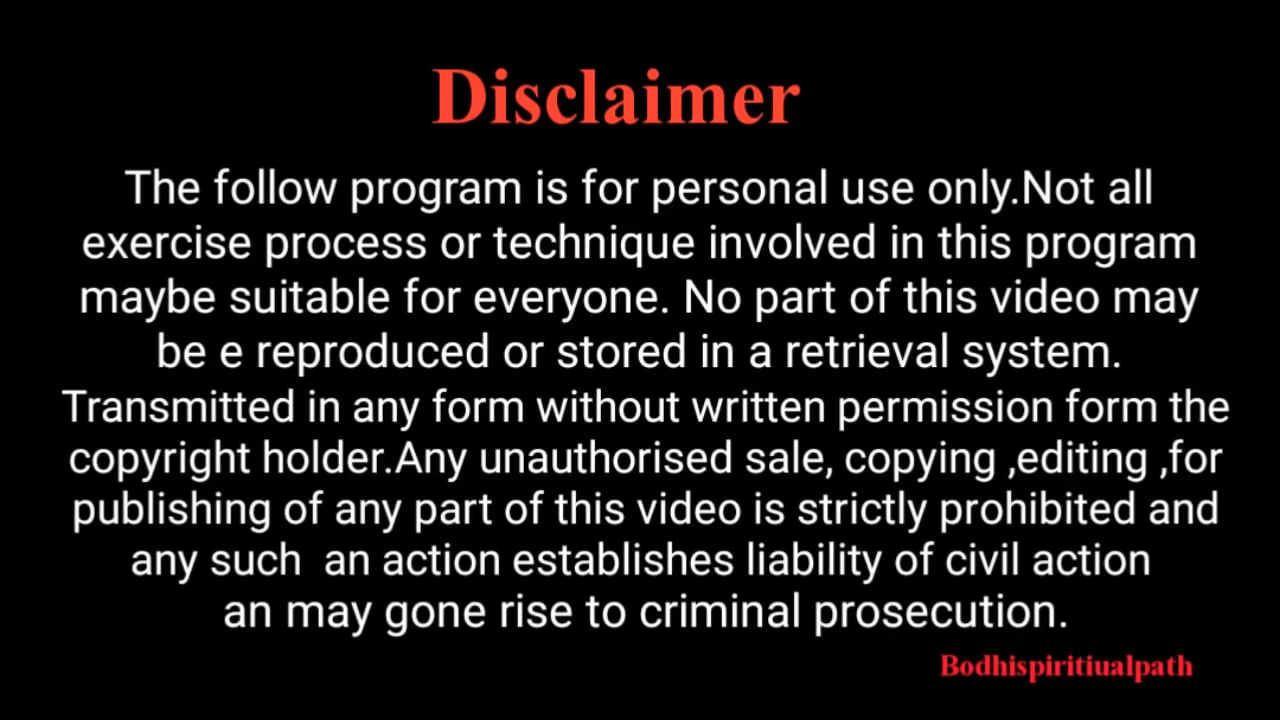 Disclaimer
The follow program is for personal use only.Not all
exercise process or technique involved in this program
maybe suitable for everyone. No part of this video may
be e reproduced or stored in a retrieval system.
Transmitted in any form without written permission form the
copyright holder.Any unauthorised sale, copying ,editing ,for
publishing of any part of this video is strictly prohibited and
any such  an action establishes liability of civil action
an may gone rise to criminal prosecution.
Bodhispiritiualpath